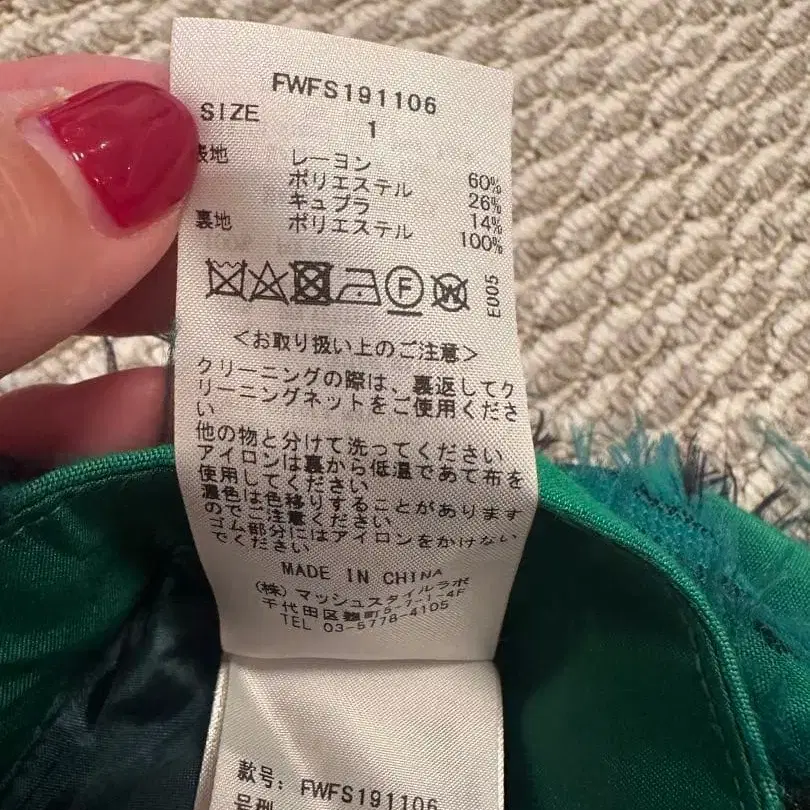 FWFS191106
SIZE 1
表地 レーヨン 60%
ポリエステル 26%
キュプラ 14%
裏地 ポリエステル 100%
F W E005
<お取り扱い上のご注意>
クリーニングの際は、裏返してク
リーニングネットをご使用くださ
い
他の物と分けて洗ってください
アイロンは裏から低温であて布を
使用してください
濃色は色移りすることがあります
のでご注意ください
ゴム部分にはアイロンをかけない
でください
MADE IN CHINA
(株)マッシュスタイルラボ
千代田区麹町5-7-1-4F
TEL 03-5778-4105
款号: FWFS191106
号型